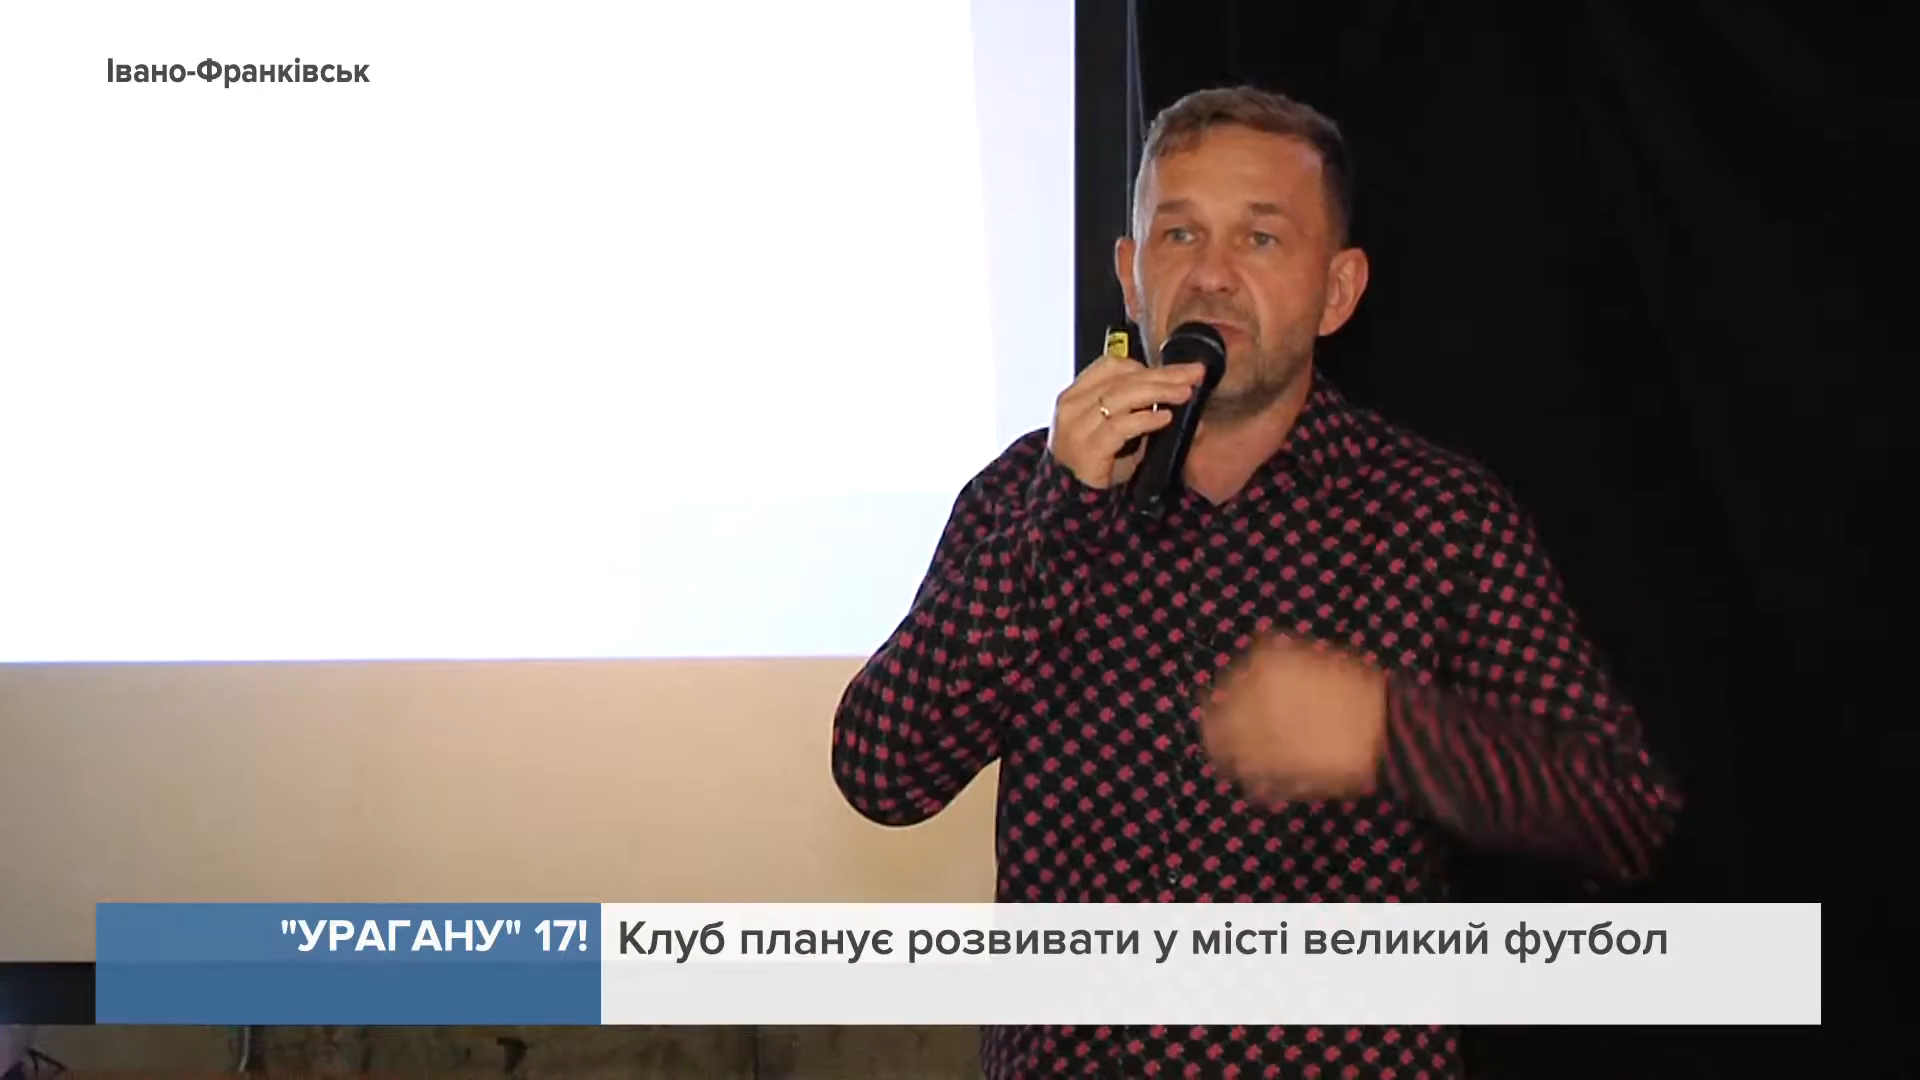 Івано-Франківськ
"УРАГАНУ" 17!
Клуб планує розвивати у місті великий футбол